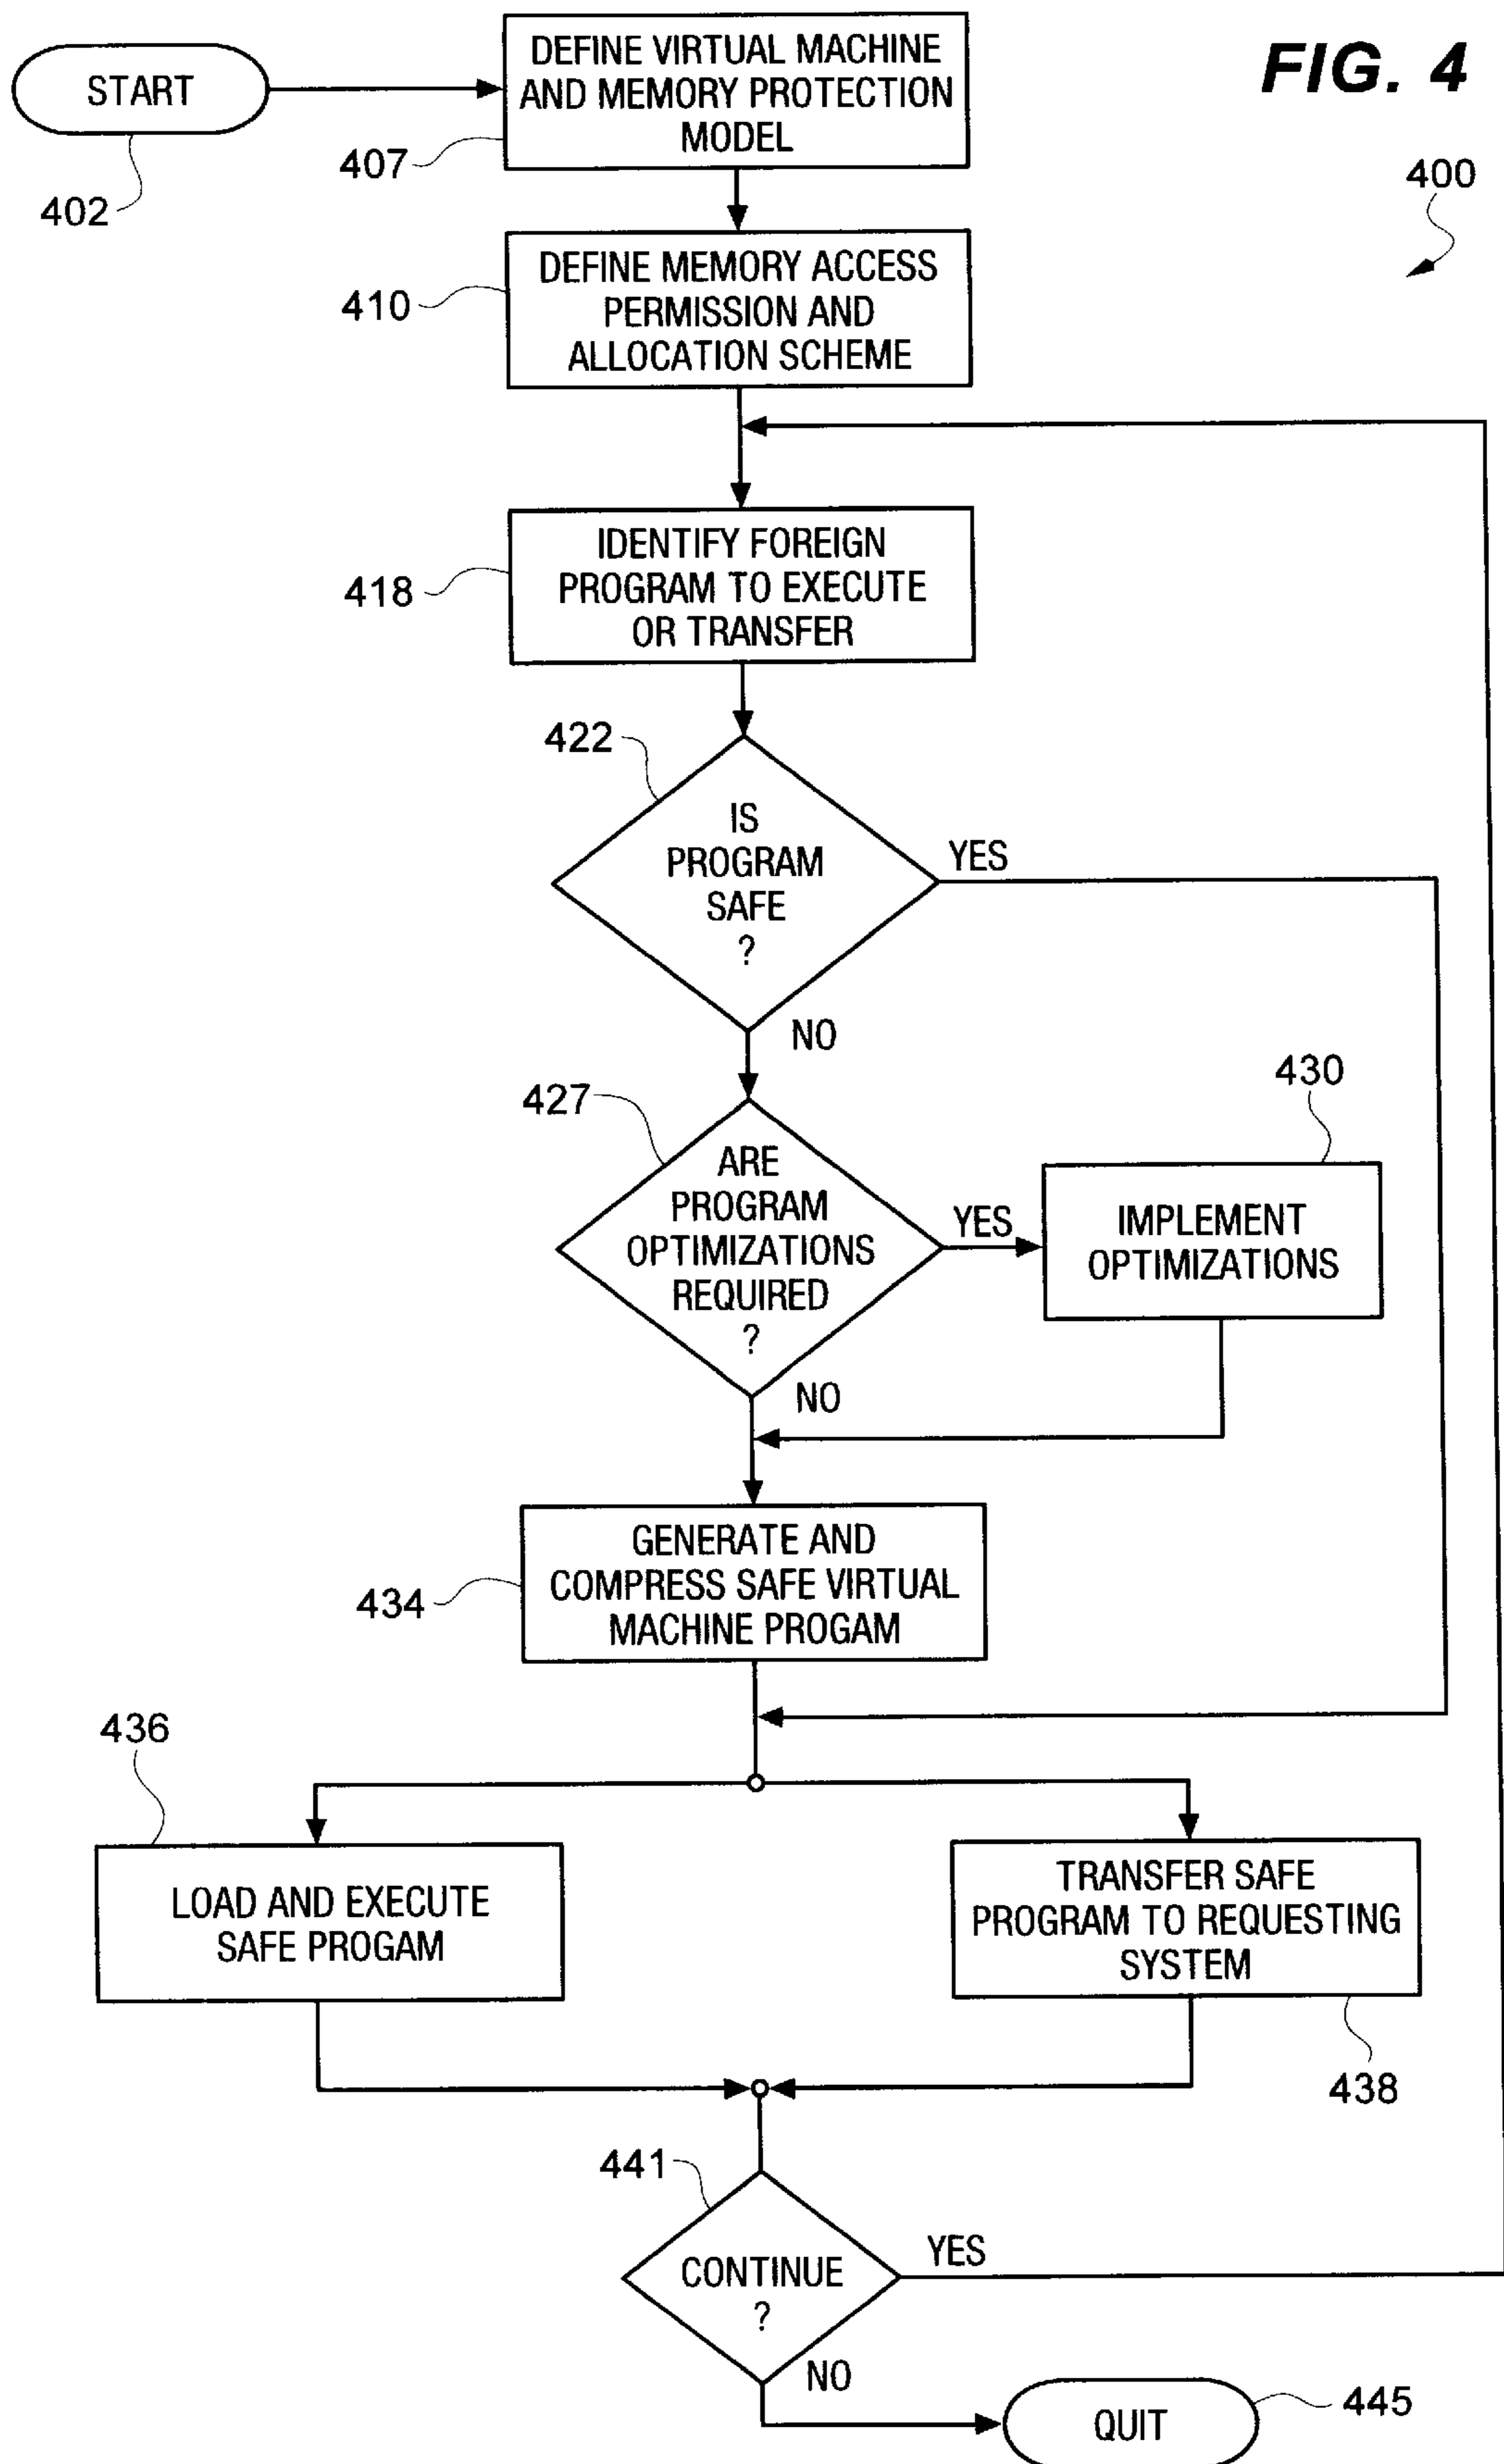 FIG. 4
400
START
402
DEFINE VIRTUAL MACHINE
AND MEMORY PROTECTION
MODEL
407
DEFINE MEMORY ACCESS
PERMISSION AND
ALLOCATION SCHEME
410
IDENTIFY FOREIGN
PROGRAM TO EXECUTE
OR TRANSFER
418
422
IS
PROGRAM
SAFE
?
YES
NO
427
ARE
PROGRAM
OPTIMIZATIONS
REQUIRED
?
YES
NO
430
IMPLEMENT
OPTIMIZATIONS
GENERATE AND
COMPRESS SAFE VIRTUAL
MACHINE PROGAM
434
436
LOAD AND EXECUTE
SAFE PROGAM
TRANSFER SAFE
PROGRAM TO REQUESTING
SYSTEM
438
441
CONTINUE
?
YES
NO
QUIT
445